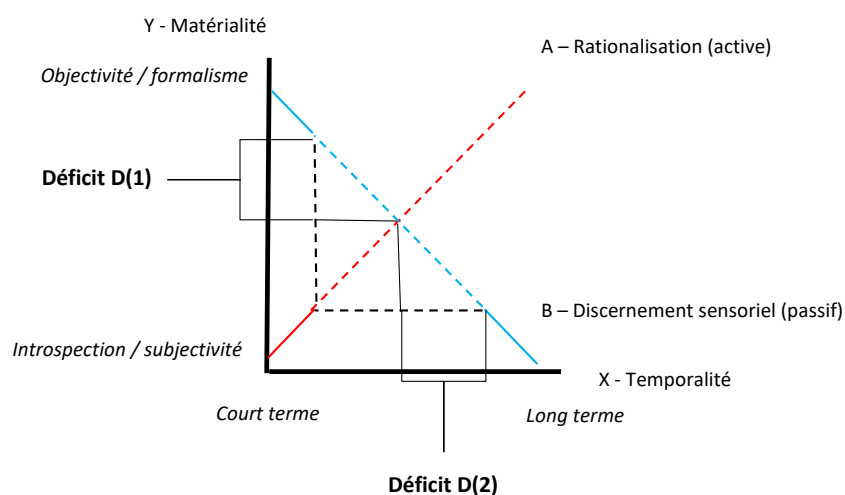 Y - Matérialité
A – Rationalisation (active)
Objectivité / formalisme
Déficit D(1)
B – Discernement sensoriel (passif)
Introspection / subjectivité
X - Temporalité
Court terme
Long terme
Déficit D(2)